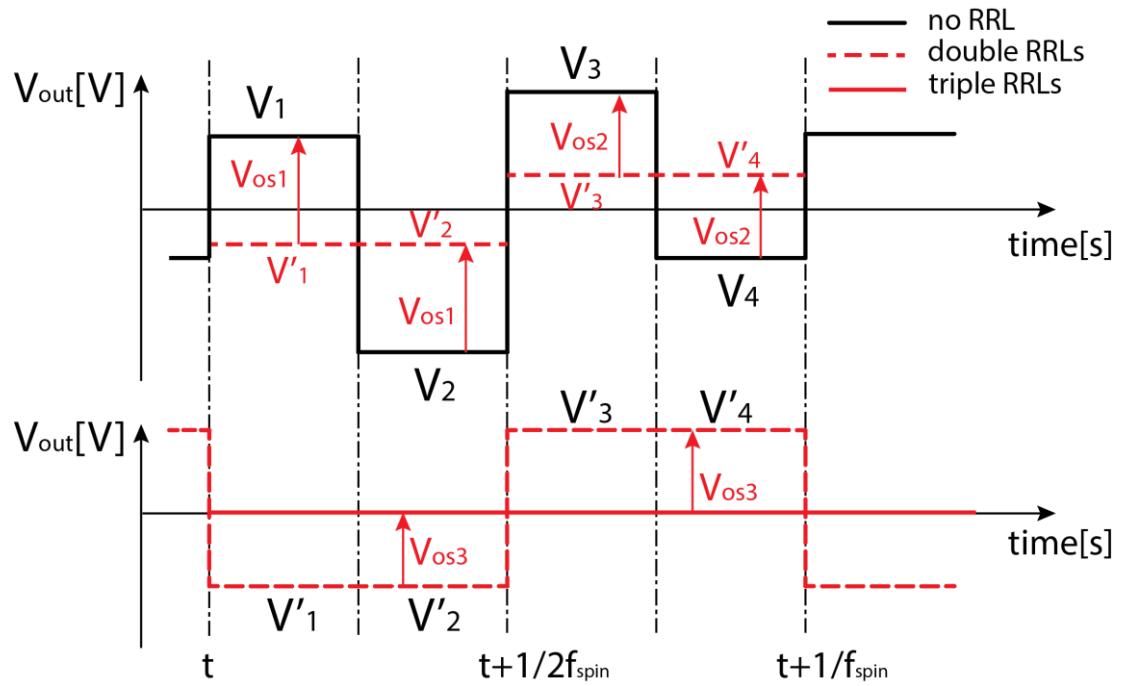 no RRL
double RRLs
triple RRLs
Vout[V]
V1
V3
Vos1
Vos2
V'4
V'2
V'3
V'1
Vos2
time[s]
Vos1
V4
V2
Vout[V]
V'3
V'4
Vos3
Vos3
time[s]
V'1
V'2
t
t+1/2fspin
t+1/fspin